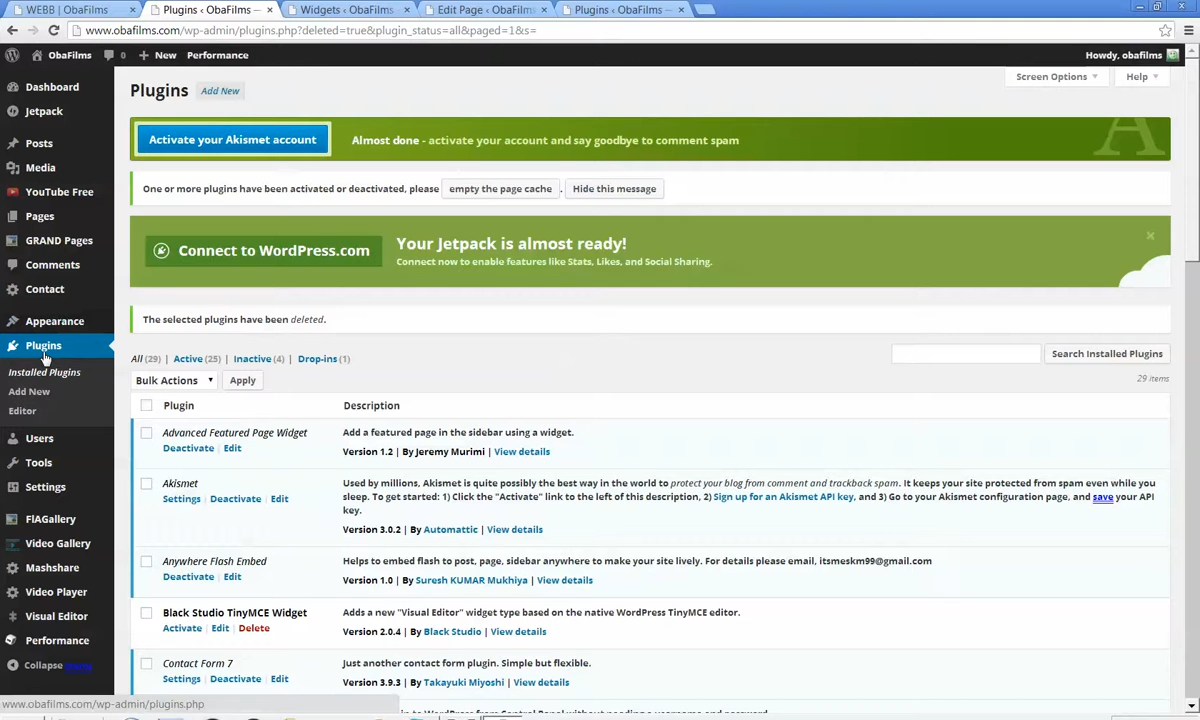 WEBB | ObaFilms
Plugins ‹ ObaFilms —
Widgets ‹ ObaFilms —
Edit Page ‹ ObaFilms —
Plugins ‹ ObaFilms —
www.obafilms.com/wp-admin/plugins.php?deleted=true&plugin_status=all&paged=1&s=
ObaFilms 0 + New Performance Howdy, obafilms
Screen Options Help
Dashboard
Jetpack
Posts
Media
YouTube Free
Pages
GRAND Pages
Comments
Contact
Appearance
Plugins
Installed Plugins
Add New
Editor
Users
Tools
Settings
FlAGallery
Video Gallery
Mashshare
Video Player
Visual Editor
Performance
Collapse menu
Plugins Add New
Activate your Akismet account Almost done - activate your account and say goodbye to comment spam
One or more plugins have been activated or deactivated, please empty the page cache . Hide this message
Connect to WordPress.com
Your Jetpack is almost ready!
Connect now to enable features like Stats, Likes, and Social Sharing.
The selected plugins have been deleted.
All (29) | Active (25) | Inactive (4) | Drop-ins (1)
Search Installed Plugins
Bulk Actions Apply
29 items
Plugin Description
Advanced Featured Page Widget
Deactivate | Edit
Add a featured page in the sidebar using a widget.
Version 1.2 | By Jeremy Murimi | View details
Akismet
Settings | Deactivate | Edit
Used by millions, Akismet is quite possibly the best way in the world to protect your blog from comment and trackback spam. It keeps your site protected from spam even while you
sleep. To get started: 1) Click the "Activate" link to the left of this description, 2) Sign up for an Akismet API key, and 3) Go to your Akismet configuration page, and save your API
key.
Version 3.0.2 | By Automattic | View details
Anywhere Flash Embed
Deactivate | Edit
Helps to embed flash to post, page, sidebar anywhere to make your site lively. For details please email, itsmeskm99@gmail.com
Version 1.0 | By Suresh KUMAR Mukhiya | View details
Black Studio TinyMCE Widget
Activate | Edit | Delete
Adds a new "Visual Editor" widget type based on the native WordPress TinyMCE editor.
Version 2.0.4 | By Black Studio | View details
Contact Form 7
Settings | Deactivate | Edit
Just another contact form plugin. Simple but flexible.
Version 3.9.3 | By Takayuki Miyoshi | View details
www.obafilms.com/wp-admin/plugins.php